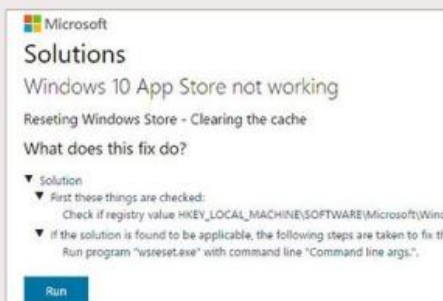 Microsoft
Solutions
Windows 10 App Store not working
Reseting Windows Store - Clearing the cache
What does this fix do?
Solution
First these things are checked:
Check if registry value HKEY_LOCAL_MACHINE\SOFTWARE\Microsoft\Wind
If the solution is found to be applicable, the following steps are taken to fix th
Run program "wsreset.exe" with command line "Command line args.".
Run